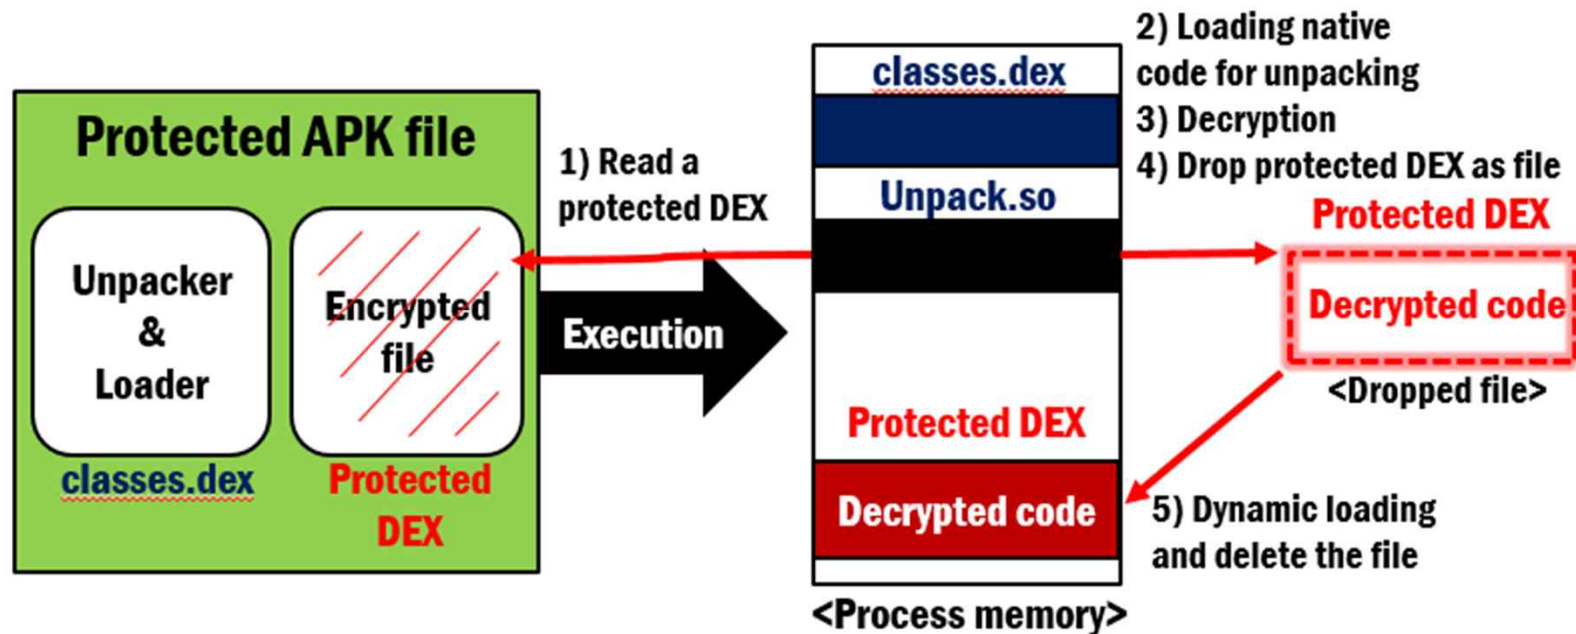 Protected APK file
Unpacker
&
Loader
classes.dex
Encrypted
file
Protected
DEX
1) Read a
protected DEX
Execution
classes.dex
Unpack.so
Protected DEX
Decrypted code
<Process memory>
2) Loading native
code for unpacking
3) Decryption
4) Drop protected DEX as file
Protected DEX
Decrypted code
<Dropped file>
5) Dynamic loading
and delete the file